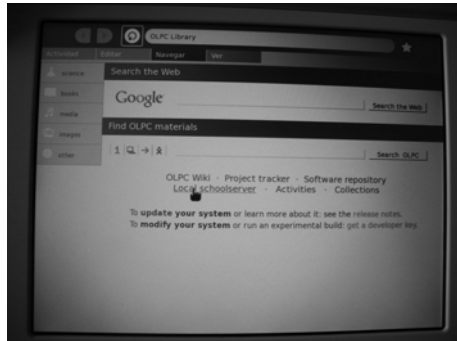 OLPC Library
Actividad Editar Navegar Ver
science
books
media
images
other
Search the Web
Google Search the Web
Find OLPC materials
1 Search OLPC
OLPC Wiki · Project tracker · Software repository
Local schoolserver · Activities · Collections
To update your system or learn more about it: see the release notes.
To modify your system or run an experimental build: get a developer key.